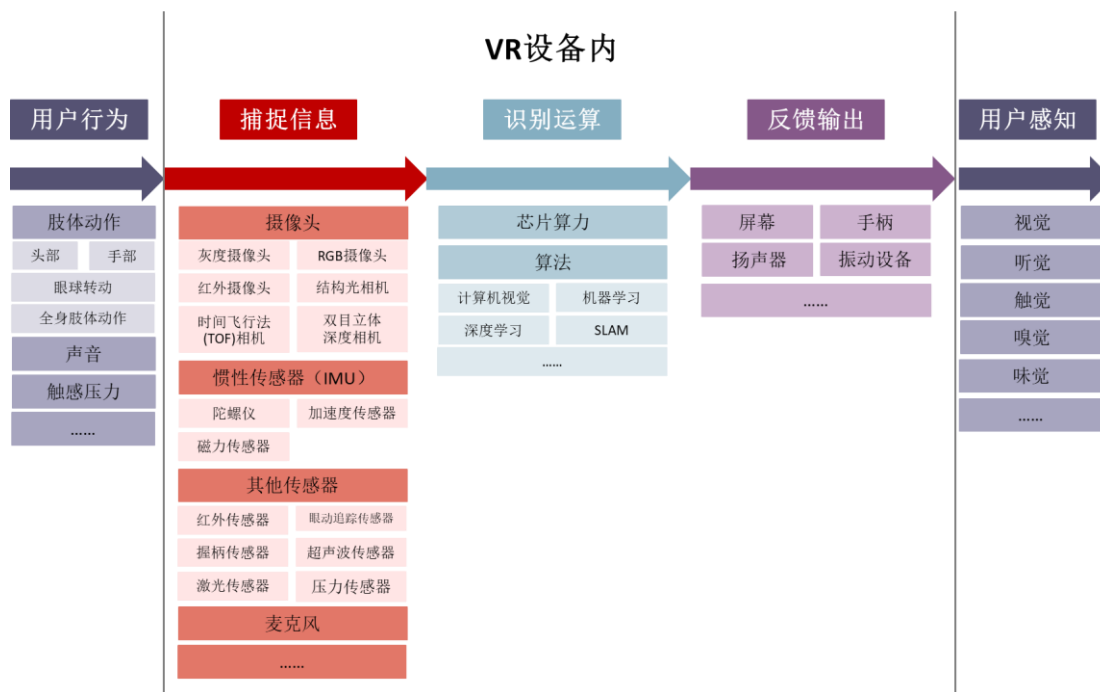 VR设备内
用户行为
捕捉信息
识别运算
反馈输出
用户感知
肢体动作
头部
手部
眼球转动
全身肢体动作
声音
触感压力
……
摄像头
灰度摄像头
RGB摄像头
红外摄像头
结构光相机
时间飞行法
(TOF)相机
双目立体
深度相机
惯性传感器（IMU）
陀螺仪
加速度传感器
磁力传感器
其他传感器
红外传感器
眼动追踪传感器
握柄传感器
超声波传感器
激光传感器
压力传感器
麦克风
……
芯片算力
算法
计算机视觉
机器学习
深度学习
SLAM
……
屏幕
手柄
扬声器
振动设备
……
视觉
听觉
触觉
嗅觉
味觉
……